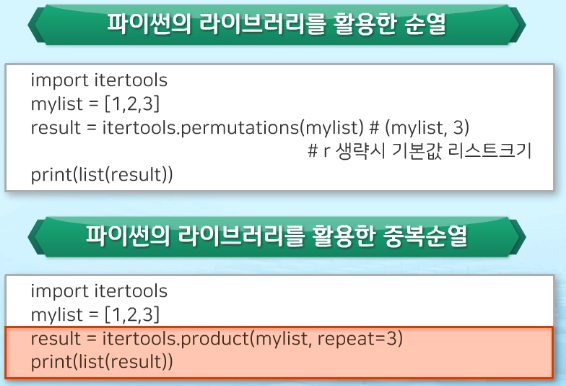 파이썬의 라이브러리를 활용한 순열
import itertools
mylist = [1,2,3]
result = itertools.permutations(mylist) # (mylist, 3)
# r 생략시 기본값 리스트크기
print(list(result))
파이썬의 라이브러리를 활용한 중복순열
import itertools
mylist = [1,2,3]
result = itertools.product(mylist, repeat=3)
print(list(result))